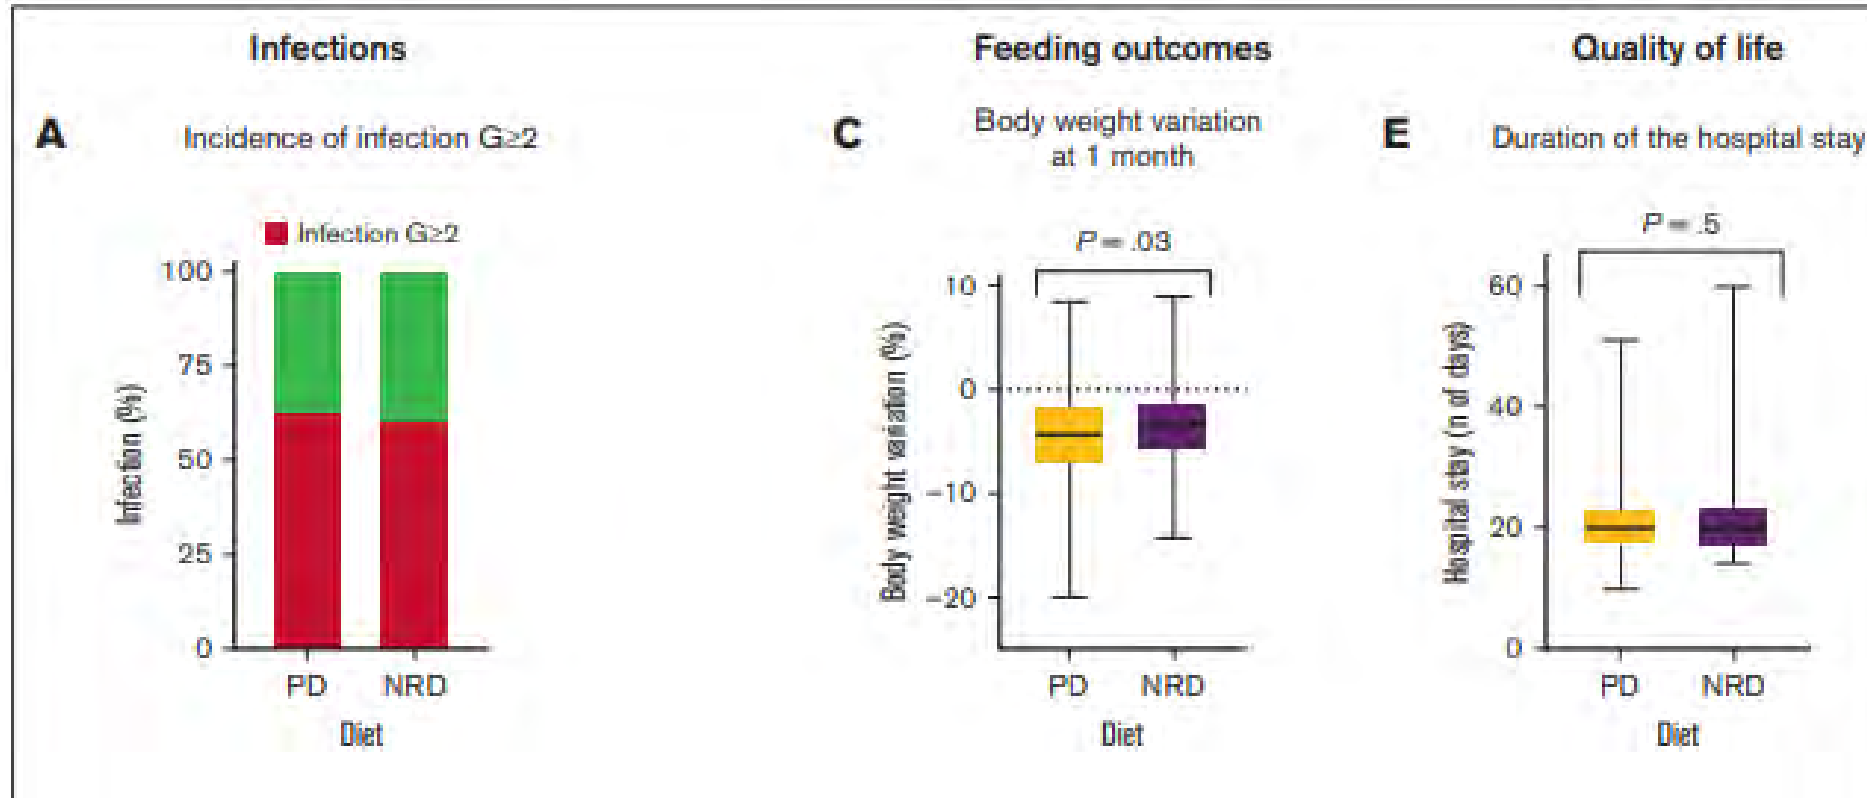 Infections
Feeding outcomes
Quality of life
A
Incidence of infection G≥2
C
Body weight variation
at 1 month
E
Duration of the hospital stay
Infection G≥2
Infection (%)
100
75
50
25
0
PD
NRD
Diet
P = .03
Body weight variation (%)
10
0
−10
−20
PD
NRD
Diet
P = .5
Hospital stay (n of days)
60
40
20
0
PD
NRD
Diet